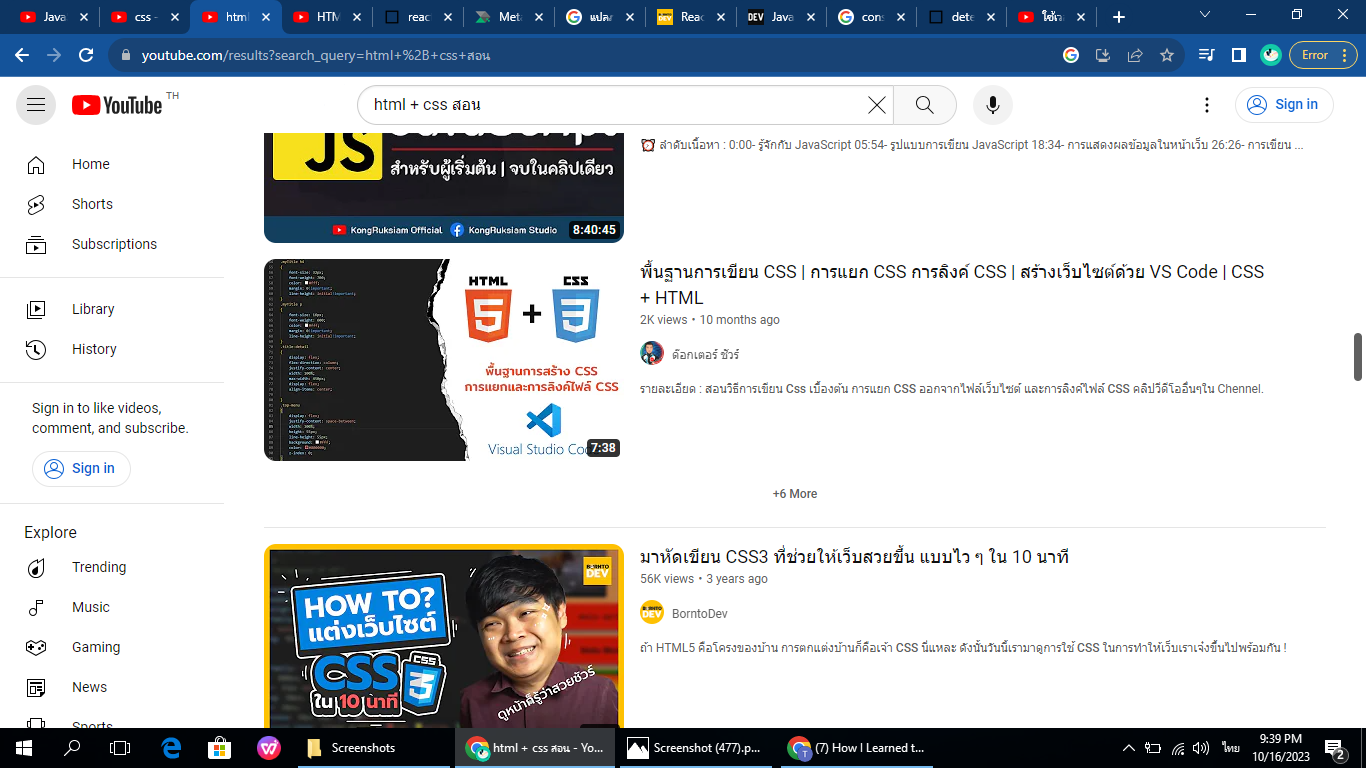 Java
css -
html
HTM
reac
Meta
แปลภ
Reac
Java
cons
dete
ใช้เวล
youtube.com/results?search_query=html+%2B+css+สอน
Error
YouTube TH
html + css สอน
Sign in
Home
Shorts
Subscriptions
Library
History
Sign in to like videos,
comment, and subscribe.
Sign in
Explore
Trending
Music
Gaming
News
Sports
JS
JavaScript
สำหรับผู้เริ่มต้น | จบในคลิปเดียว
KongRuksiam Official
KongRuksiam Studio
8:40:45
⏰ ลำดับเนื้อหา : 0:00- รู้จักกับ JavaScript 05:54- รูปแบบการเขียน JavaScript 18:34- การแสดงผลข้อมูลในหน้าเว็บ 26:26- การเขียน ...
HTML
CSS
5 + 3
พื้นฐานการสร้าง CSS
การแยกและการลิงค์ไฟล์ CSS
Visual Studio Cod
7:38
พื้นฐานการเขียน CSS | การแยก CSS การลิงค์ CSS | สร้างเว็บไซต์ด้วย VS Code | CSS
+ HTML
2K views • 10 months ago
ด๊อกเตอร์ ชัวร์
รายละเอียด : สอนวิธีการเขียน Css เบื้องต้น การแยก CSS ออกจากไฟล์เว็บไซต์ และการลิงค์ไฟล์ CSS คลิปวีดีโออื่นๆใน Chennel.
+6 More
BORNTO
DEV
HOW TO?
แต่งเว็บไซต์
CSS
CSS
3
ใน 10 นาที
ดูหน้าก็รู้ว่าสวยชัวร์
มาหัดเขียน CSS3 ที่ช่วยให้เว็บสวยขึ้น แบบไว ๆ ใน 10 นาที
56K views • 3 years ago
BorntoDev
ถ้า HTML5 คือโครงของบ้าน การตกแต่งบ้านก็คือเจ้า CSS นี่แหละ ดังนั้นวันนี้เรามาดูการใช้ CSS ในการทำให้เว็บเราเจ๋งขึ้นไปพร้อมกัน !
Screenshots
html + css สอน - Yo...
Screenshot (477).p...
(7) How I Learned t...
ไทย
9:39 PM
10/16/2023
2